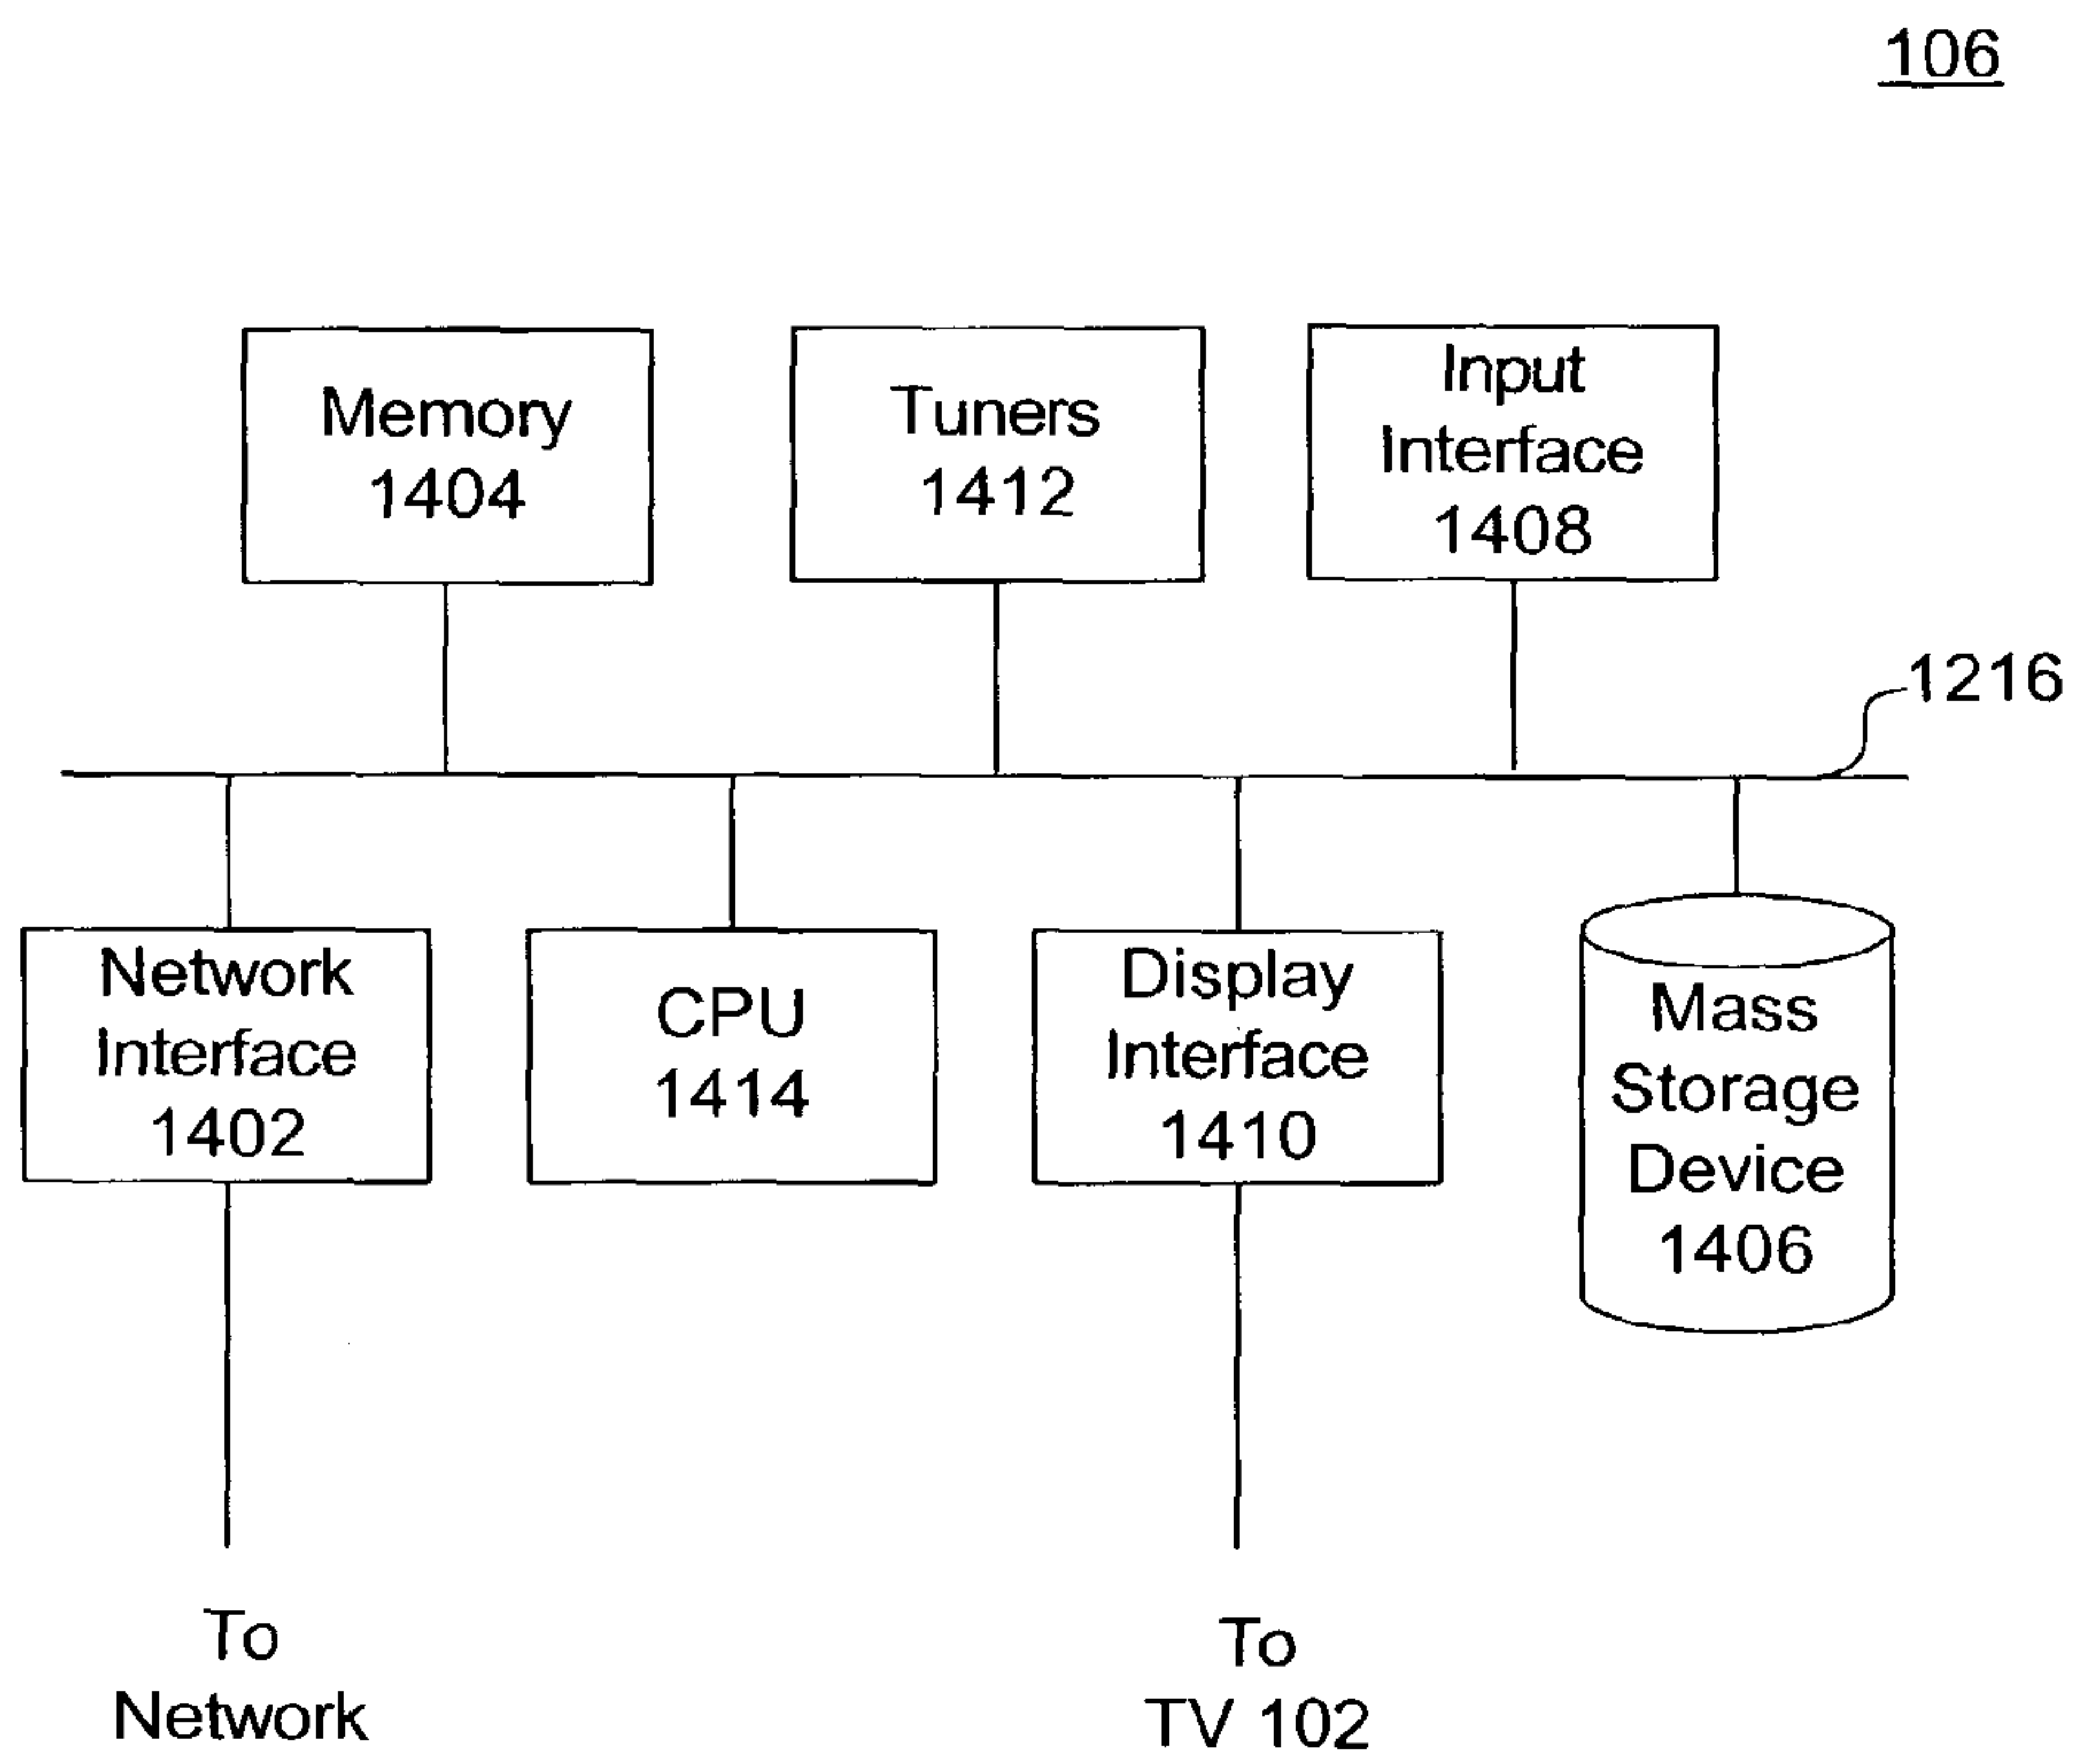 106
Memory
1404
Tuners
1412
Input
Interface
1408
1216
Network
Interface
1402
CPU
1414
Display
Interface
1410
Mass
Storage
Device
1406
To
Network
To
TV 102